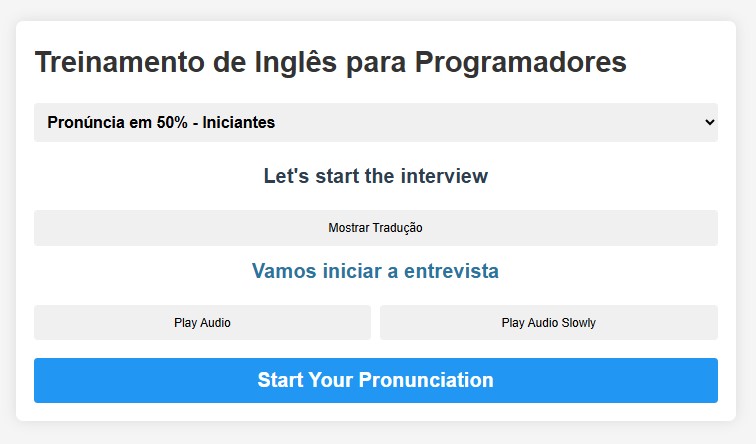 Treinamento de Inglês para Programadores
Pronúncia em 50% - Iniciantes
Let's start the interview
Mostrar Tradução
Vamos iniciar a entrevista
Play Audio
Play Audio Slowly
Start Your Pronunciation